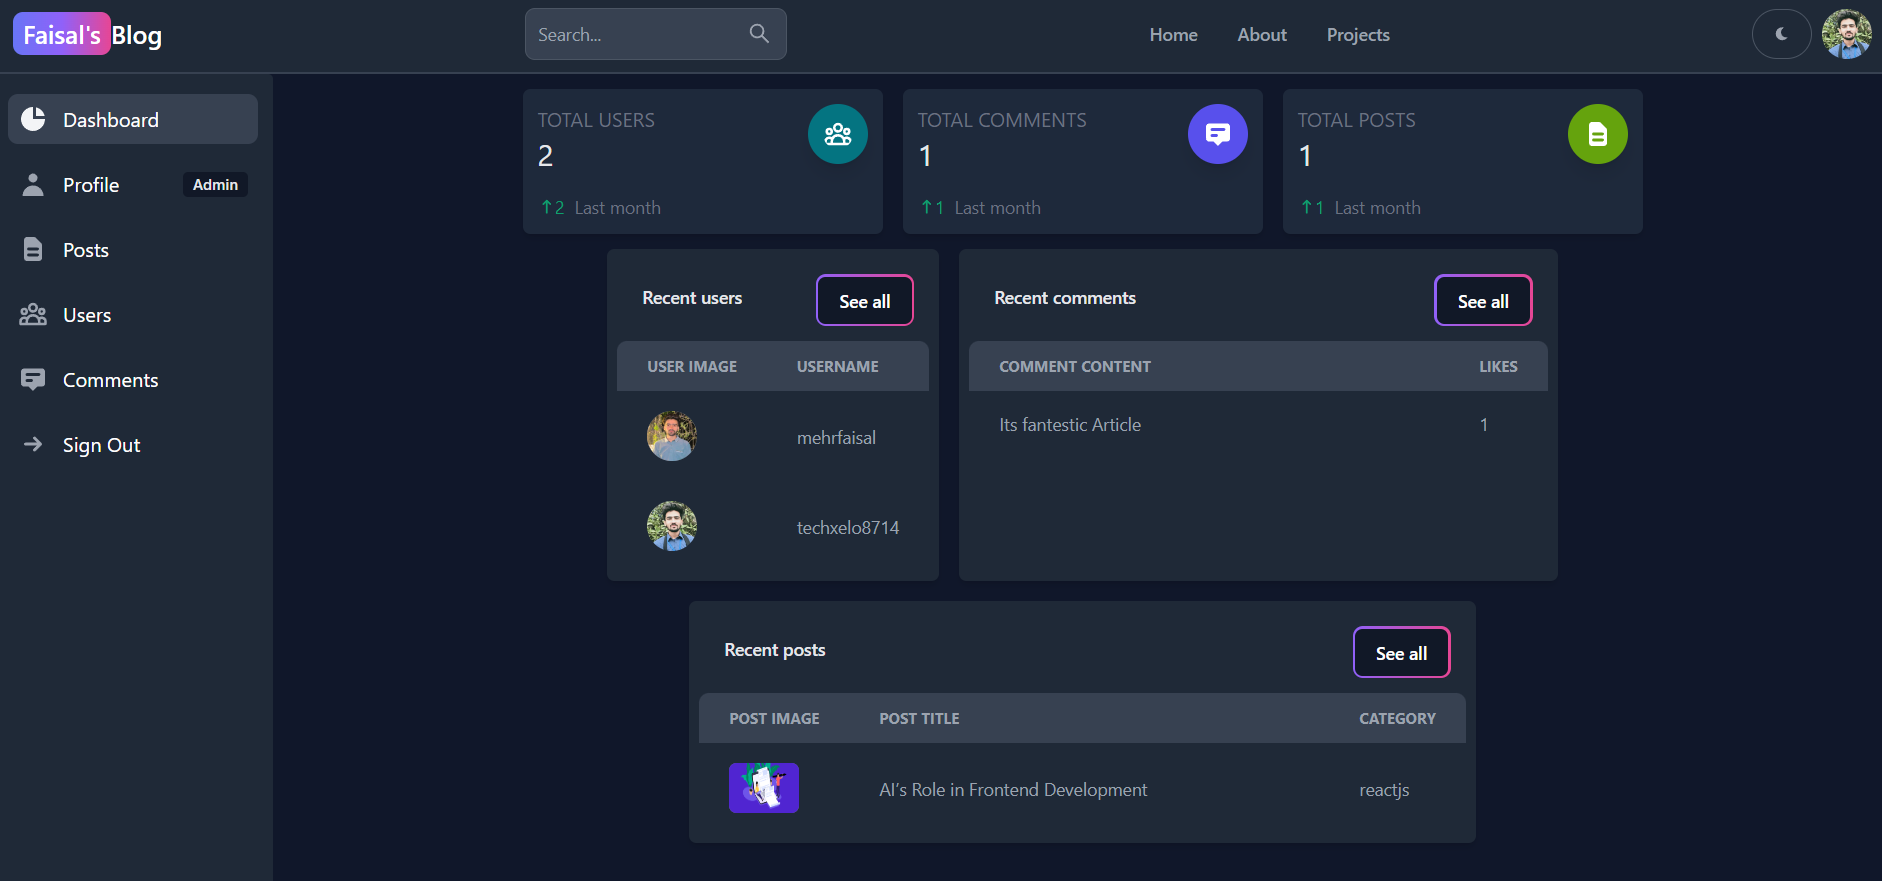 Faisal's Blog
Search...
Home About Projects
Dashboard
Profile Admin
Posts
Users
Comments
Sign Out
TOTAL USERS
2
↑2 Last month
TOTAL COMMENTS
1
↑1 Last month
TOTAL POSTS
1
↑1 Last month
Recent users See all
USER IMAGE USERNAME
mehrfaisal
techxelo8714
Recent comments See all
COMMENT CONTENT LIKES
Its fantestic Article 1
Recent posts See all
POST IMAGE POST TITLE CATEGORY
AI's Role in Frontend Development reactjs